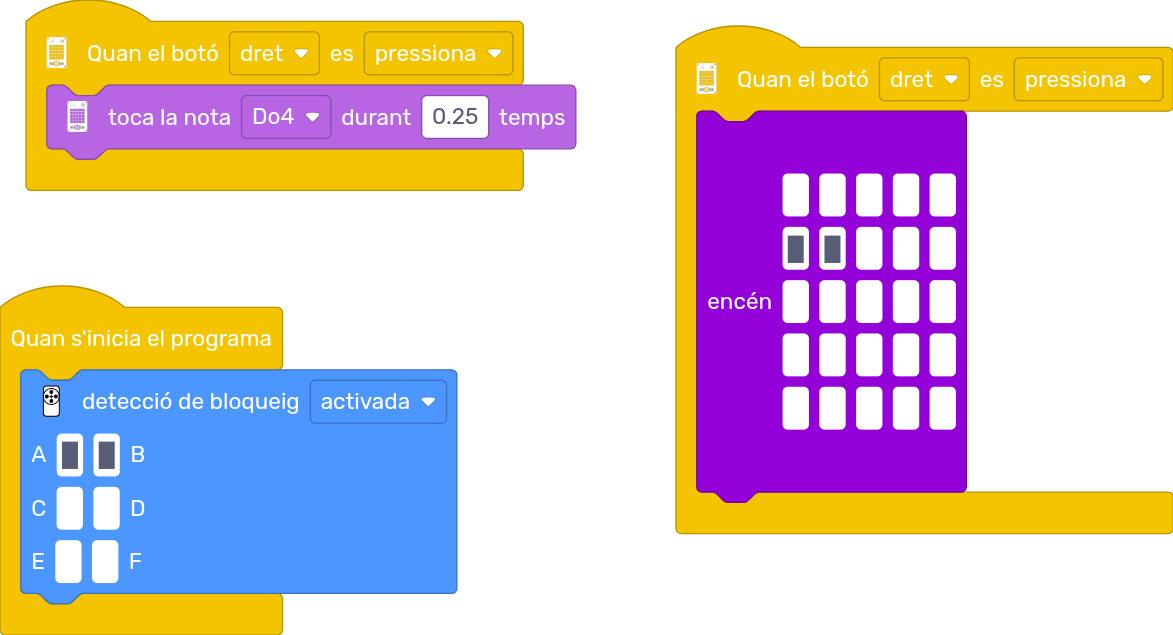 Quan el botó dret es pressiona
toca la nota Do4 durant 0.25 temps
Quan s'inicia el programa
detecció de bloqueig activada
A B
C D
E F
Quan el botó dret es pressiona
encén